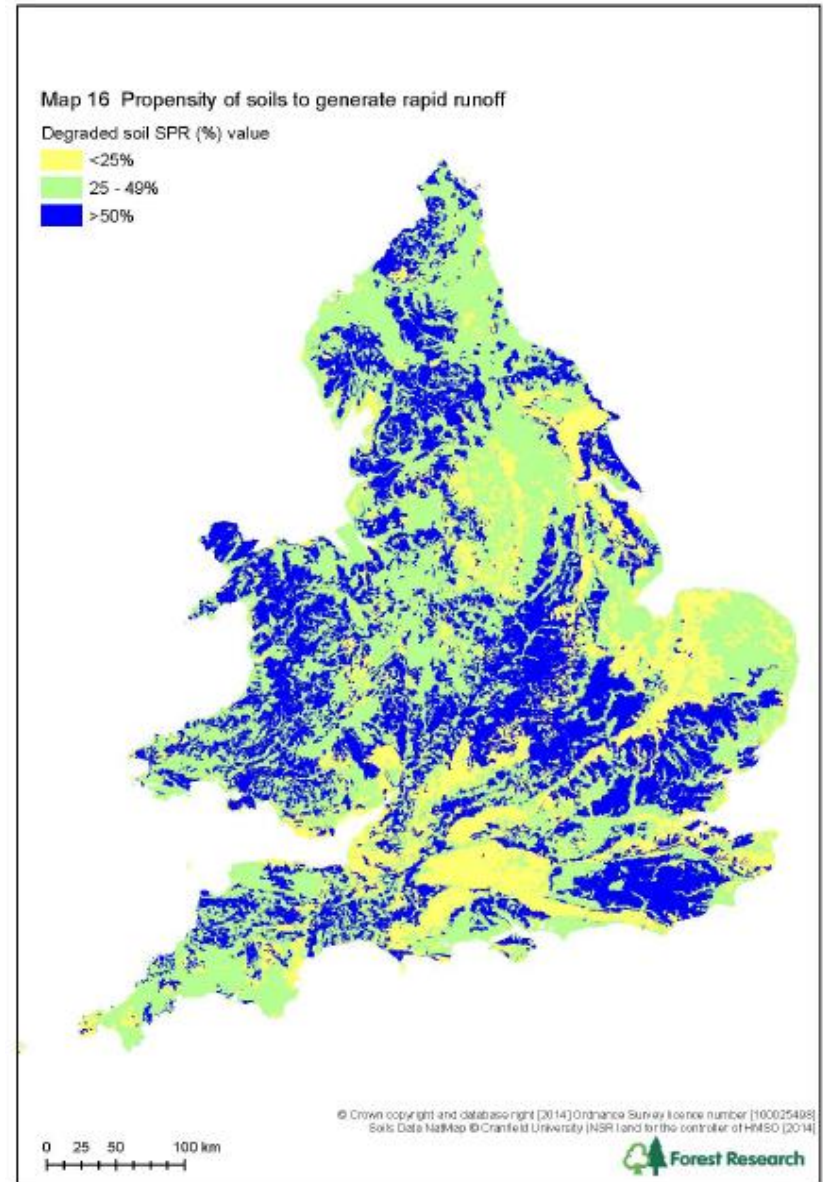 Map 16 Propensity of soils to generate rapid runoff
Degraded soil SPR (%) value
<25%
25 - 49%
>50%
© Crown copyright and database right [2014] Ordnance Survey licence number [100025498]
Soils Data NatMap © Cranfield University (NSRI) and for the controller of HMSO [2014]
0 25 50 100 km
Forest Research